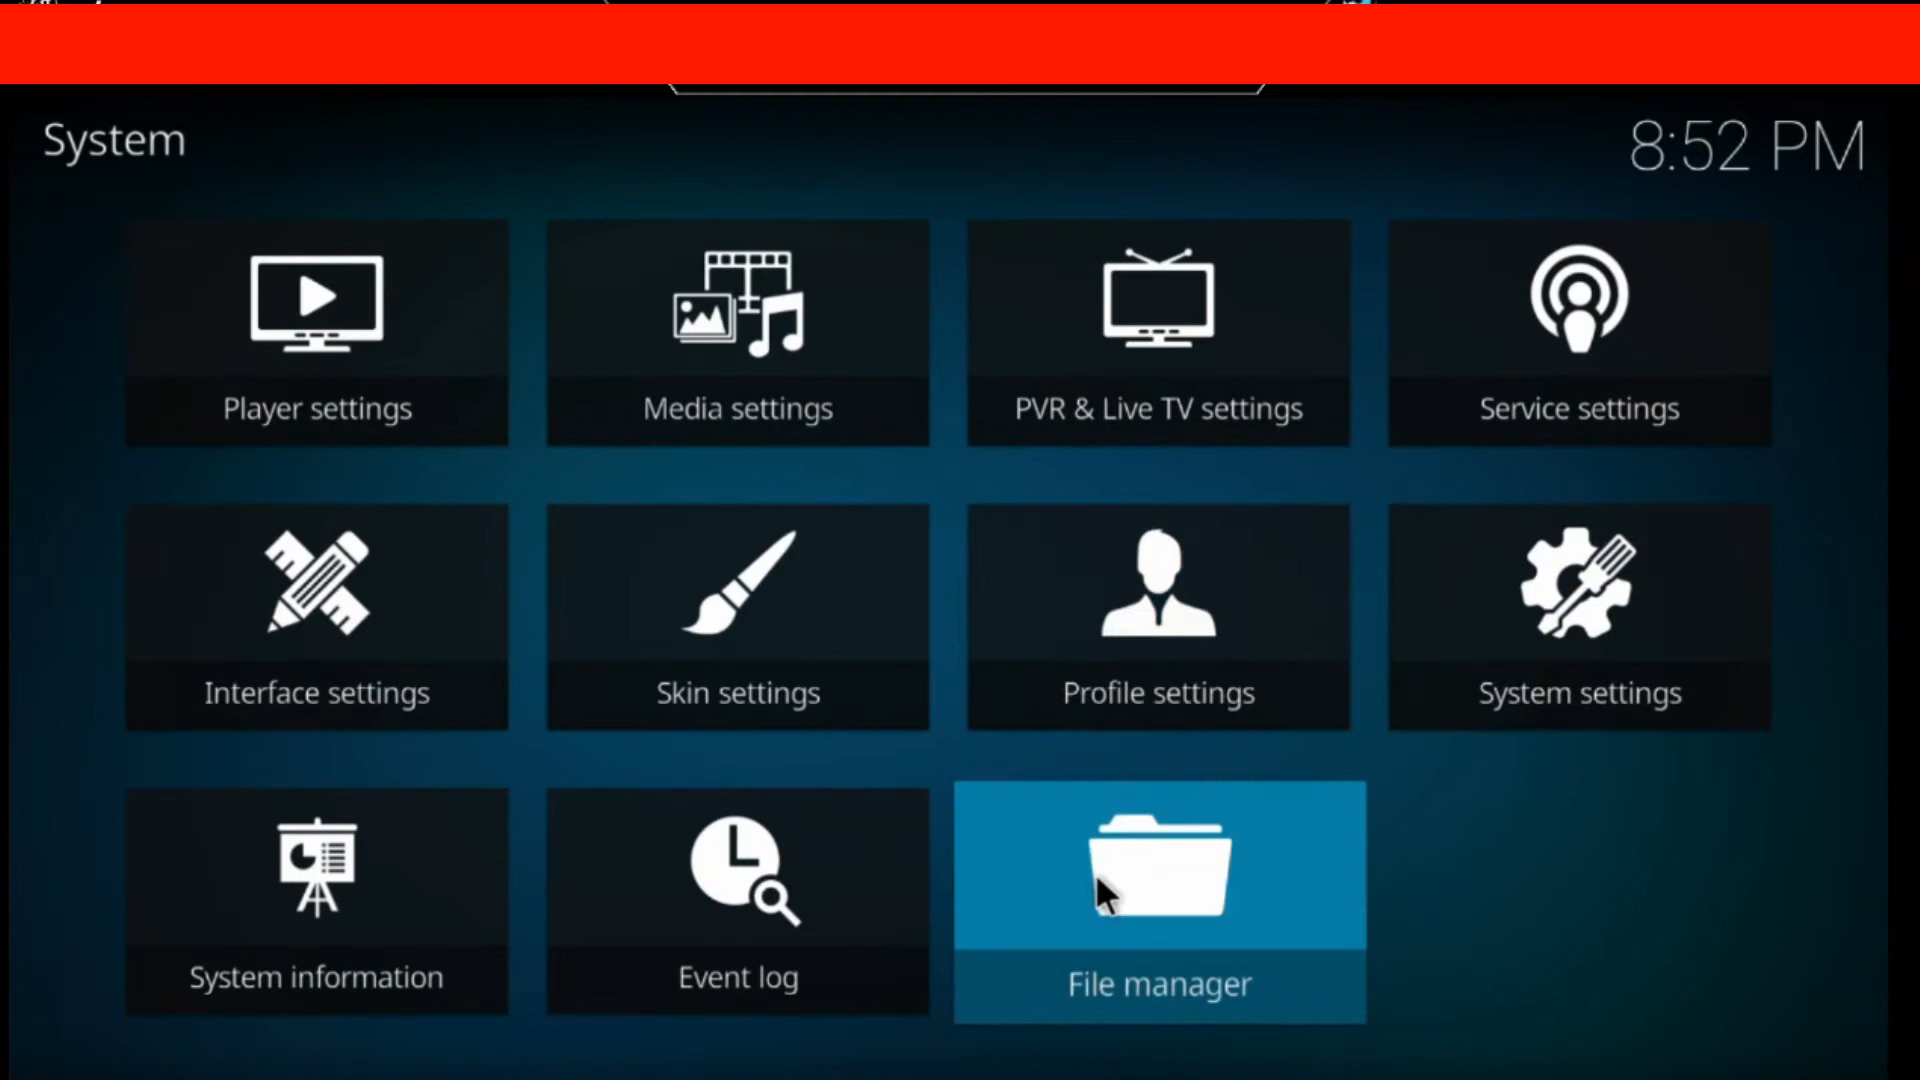 System
8:52 PM
Player settings
Media settings
PVR & Live TV settings
Service settings
Interface settings
Skin settings
Profile settings
System settings
System information
Event log
File manager